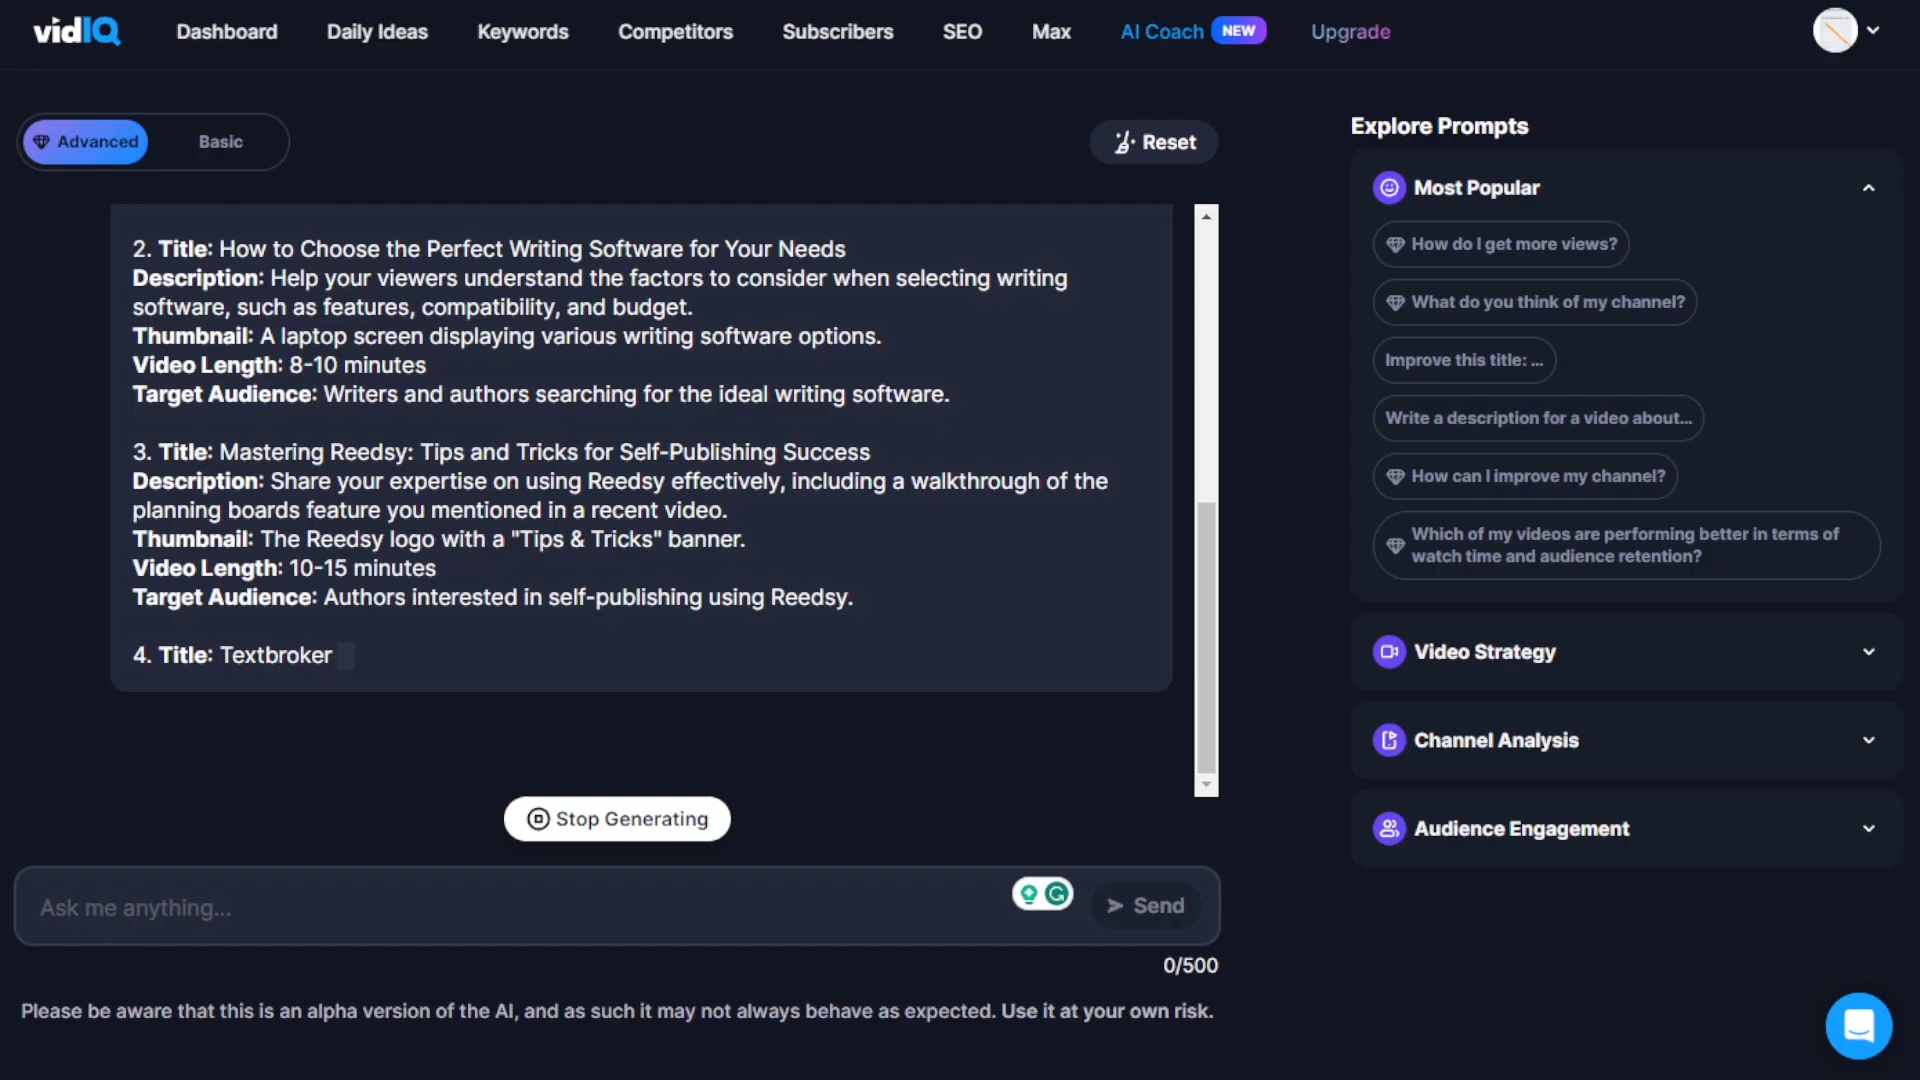 vidIQ Dashboard Daily Ideas Keywords Competitors Subscribers SEO Max AI Coach NEW Upgrade
Advanced Basic
Reset
2. Title: How to Choose the Perfect Writing Software for Your Needs
Description: Help your viewers understand the factors to consider when selecting writing
software, such as features, compatibility, and budget.
Thumbnail: A laptop screen displaying various writing software options.
Video Length: 8-10 minutes
Target Audience: Writers and authors searching for the ideal writing software.
3. Title: Mastering Reedsy: Tips and Tricks for Self-Publishing Success
Description: Share your expertise on using Reedsy effectively, including a walkthrough of the
planning boards feature you mentioned in a recent video.
Thumbnail: The Reedsy logo with a "Tips & Tricks" banner.
Video Length: 10-15 minutes
Target Audience: Authors interested in self-publishing using Reedsy.
4. Title: Textbroker
Stop Generating
Ask me anything...
Send
0/500
Please be aware that this is an alpha version of the AI, and as such it may not always behave as expected. Use it at your own risk.
Explore Prompts
Most Popular
How do I get more views?
What do you think of my channel?
Improve this title: ...
Write a description for a video about...
How can I improve my channel?
Which of my videos are performing better in terms of
watch time and audience retention?
Video Strategy
Channel Analysis
Audience Engagement